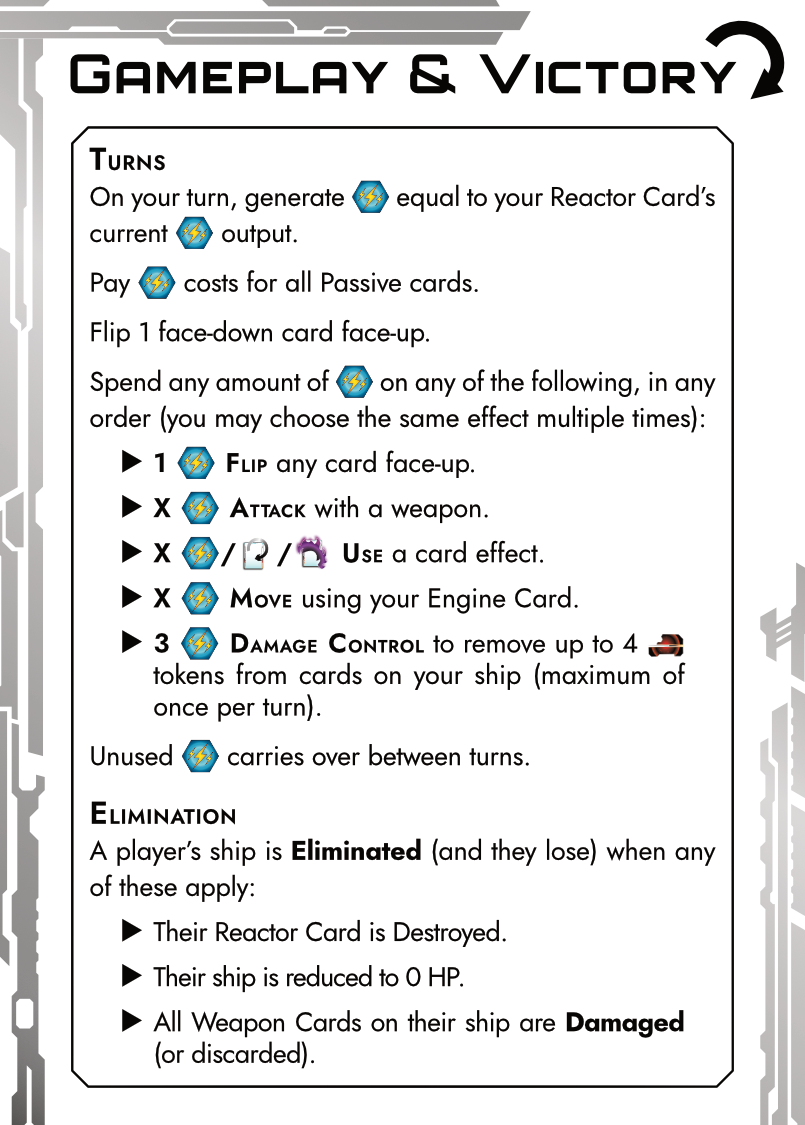 GAMEPLAY & VICTORY
TURNS
On your turn, generate equal to your Reactor Card's
current output.
Pay costs for all Passive cards.
Flip 1 face-down card face-up.
Spend any amount of on any of the following, in any
order (you may choose the same effect multiple times):
▶ 1 FLIP any card face-up.
▶ X ATTACK with a weapon.
▶ X / / USE a card effect.
▶ X MOVE using your Engine Card.
▶ 3 DAMAGE CONTROL to remove up to 4
tokens from cards on your ship (maximum of
once per turn).
Unused carries over between turns.
ELIMINATION
A player's ship is Eliminated (and they lose) when any
of these apply:
▶ Their Reactor Card is Destroyed.
▶ Their ship is reduced to 0 HP.
▶ All Weapon Cards on their ship are Damaged
(or discarded).